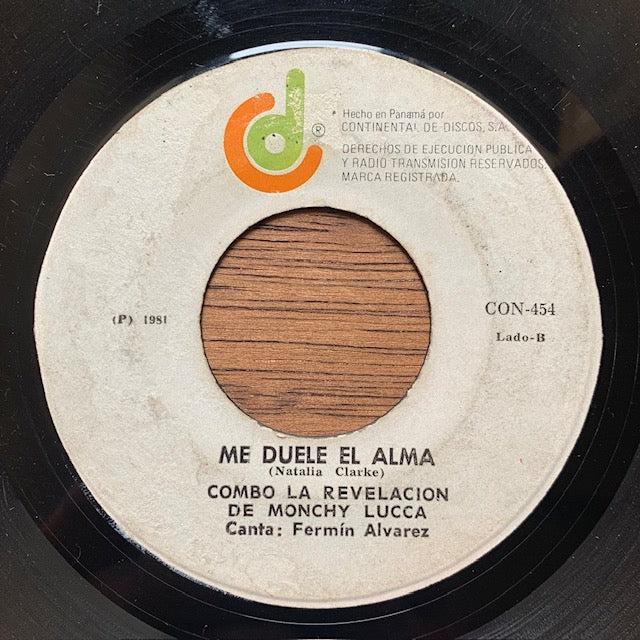 cd ®
Hecho en Panamá por
CONTINENTAL DE DISCOS, S.A.
DERECHOS DE EJECUCION PUBLICA
Y RADIO TRANSMISION RESERVADOS.
MARCA REGISTRADA.
(P) 1981
CON-454
Lado-B
ME DUELE EL ALMA
(Natalia Clarke)
COMBO LA REVELACION
DE MONCHY LUCCA
Canta: Fermín Alvarez